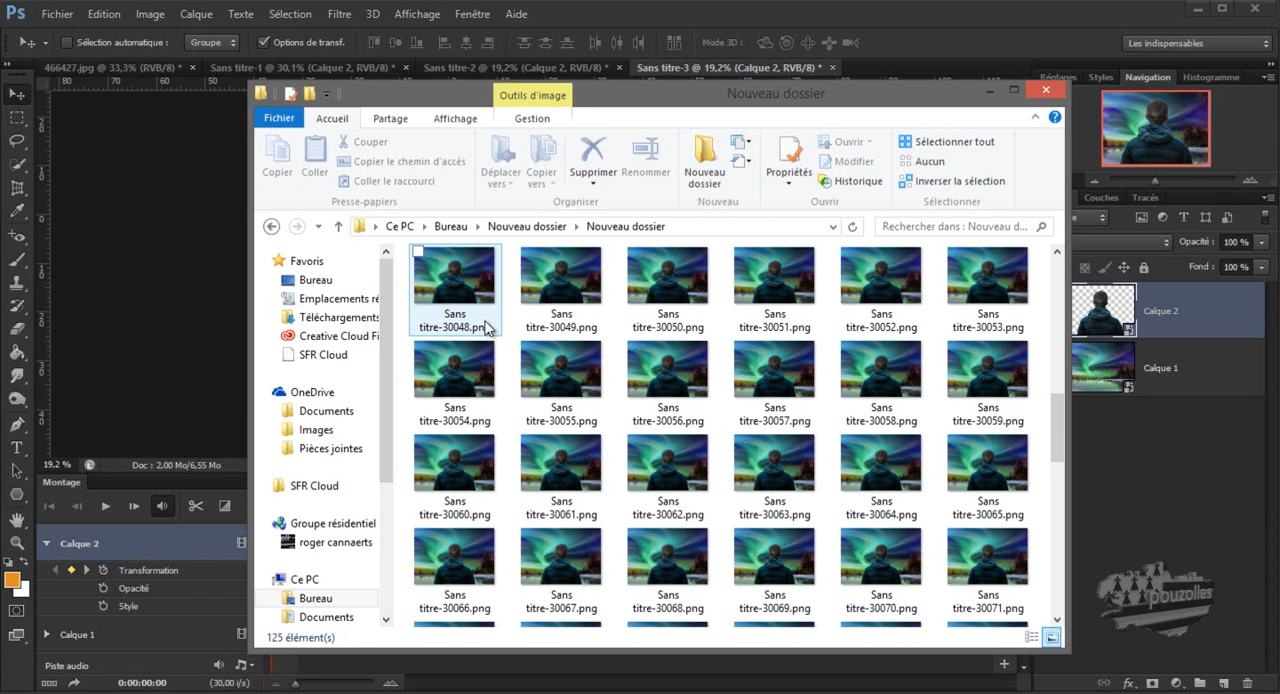 Ps Fichier Edition Image Calque Texte Sélection Filtre 3D Affichage Fenêtre Aide
Sélection automatique : Groupe Options de transf. Mode 3D : Les indispensables
466427.jpg @ 33,3% (RVB/8) * × Sans titre-1 @ 30,1% (Calque 2, RVB/8) * × Sans titre-2 @ 19,2% (Calque 2, RVB/8) * × Sans titre-3 @ 19,2% (Calque 2, RVB/8) * ×
Réglages Styles Navigation Histogramme
Outils d'image Nouveau dossier
Fichier Accueil Partage Affichage Gestion
Copier Coller Couper Copier le chemin d'accès Coller le raccourci
Déplacer vers Copier vers Supprimer Renommer Nouveau dossier Propriétés
Ouvrir Modifier Historique
Sélectionner tout Aucun Inverser la sélection
Presse-papiers Organiser Nouveau Ouvrir Sélectionner
Couches Tracés
Ce PC Bureau Nouveau dossier Nouveau dossier Rechercher dans : Nouveau d...
Opacité : 100 %
Fond : 100 %
Calque 2
Calque 1
Favoris
Bureau
Emplacements ré
Téléchargements
Creative Cloud Fi
SFR Cloud
OneDrive
Documents
Images
Pièces jointes
SFR Cloud
Groupe résidentiel
roger cannaerts
Ce PC
Bureau
Documents
Sans titre-30048.png Sans titre-30049.png Sans titre-30050.png Sans titre-30051.png Sans titre-30052.png Sans titre-30053.png
Sans titre-30054.png Sans titre-30055.png Sans titre-30056.png Sans titre-30057.png Sans titre-30058.png Sans titre-30059.png
Sans titre-30060.png Sans titre-30061.png Sans titre-30062.png Sans titre-30063.png Sans titre-30064.png Sans titre-30065.png
Sans titre-30066.png Sans titre-30067.png Sans titre-30068.png Sans titre-30069.png Sans titre-30070.png Sans titre-30071.png
125 élément(s)
19,2 % Doc : 2,00 Mo/6,55 Mo
Montage
Calque 2
Transformation
Opacité
Style
Calque 1
Piste audio
0:00:00:00 (30,00 i/s)
pouzolles